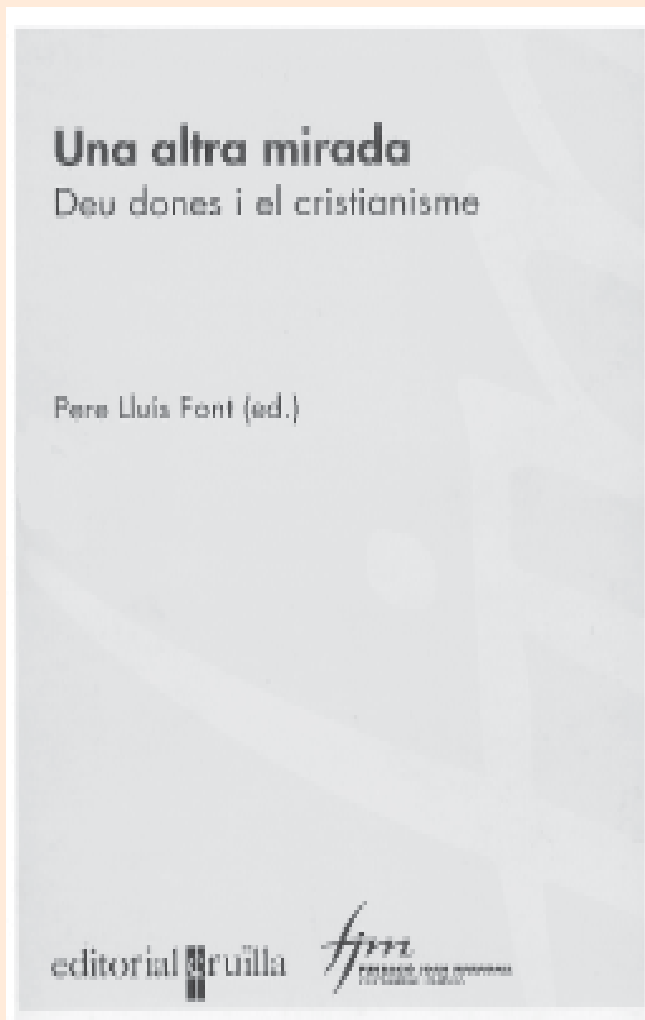 Una altra mirada
Deu dones i el cristianisme
Pere Lluís Font (ed.)
editorial cruïlla
fjm